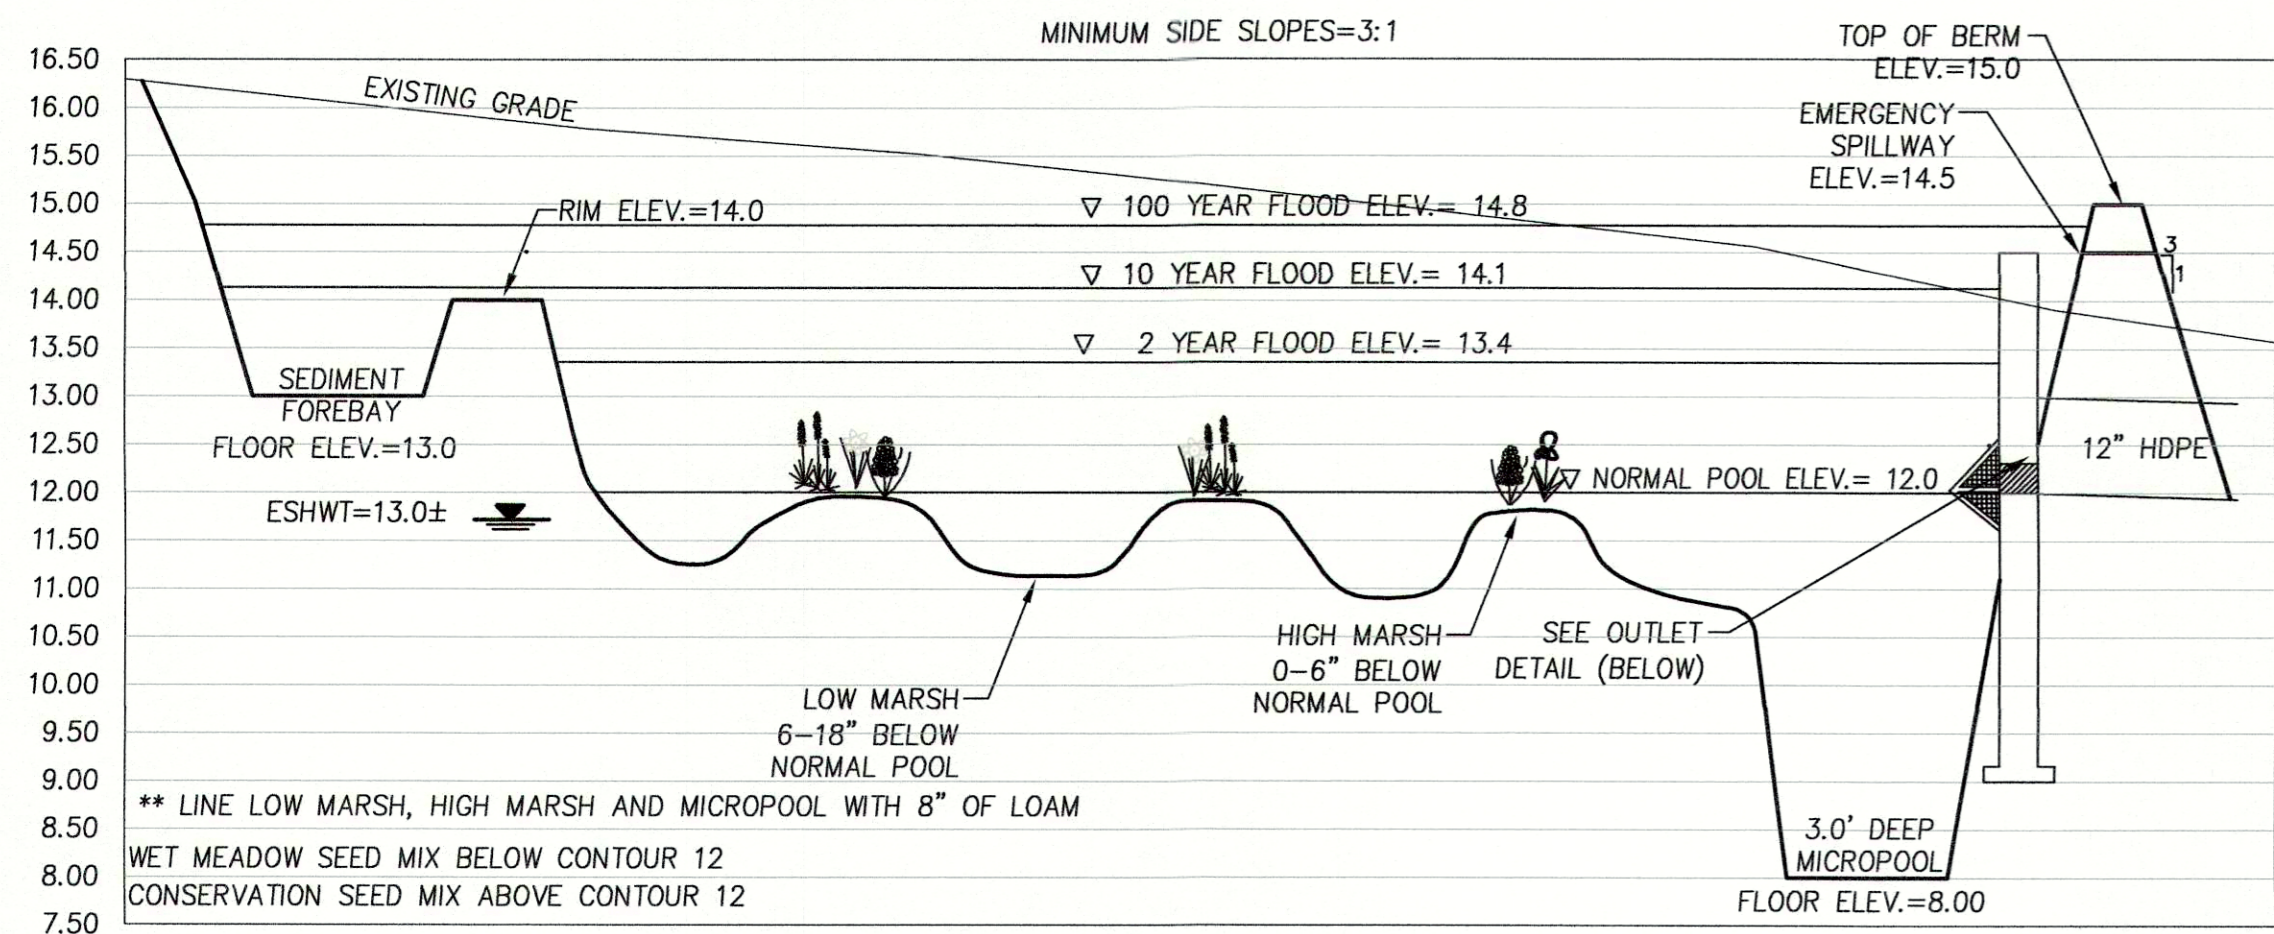 MINIMUM SIDE SLOPES=3:1
TOP OF BERM
ELEV.=15.0
EMERGENCY
SPILLWAY
ELEV.=14.5
16.50
16.00
15.50
15.00
14.50
14.00
13.50
13.00
12.50
12.00
11.50
11.00
10.50
10.00
9.50
9.00
8.50
8.00
7.50
EXISTING GRADE
RIM ELEV.=14.0
100 YEAR FLOOD ELEV.= 14.8
10 YEAR FLOOD ELEV.= 14.1
2 YEAR FLOOD ELEV.= 13.4
3
1
SEDIMENT
FOREBAY
FLOOR ELEV.=13.0
ESHWT=13.0±
NORMAL POOL ELEV.= 12.0
12" HDPE
LOW MARSH
6-18" BELOW
NORMAL POOL
HIGH MARSH
0-6" BELOW
NORMAL POOL
SEE OUTLET
DETAIL (BELOW)
** LINE LOW MARSH, HIGH MARSH AND MICROPOOL WITH 8" OF LOAM
WET MEADOW SEED MIX BELOW CONTOUR 12
CONSERVATION SEED MIX ABOVE CONTOUR 12
3.0' DEEP
MICROPOOL
FLOOR ELEV.=8.00